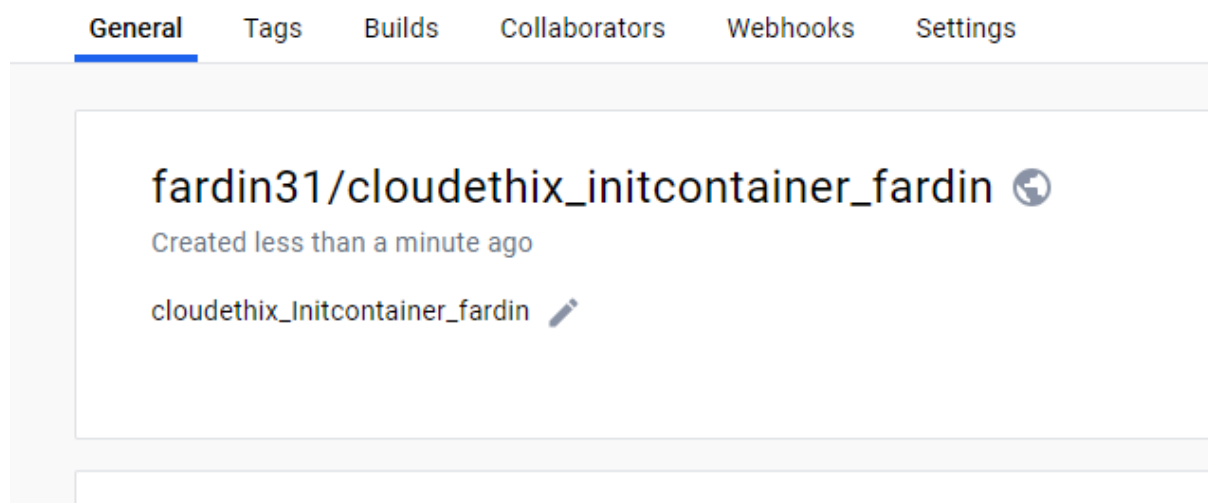 General Tags Builds Collaborators Webhooks Settings
fardin31/cloudethix_initcontainer_fardin
Created less than a minute ago
cloudethix_Initcontainer_fardin